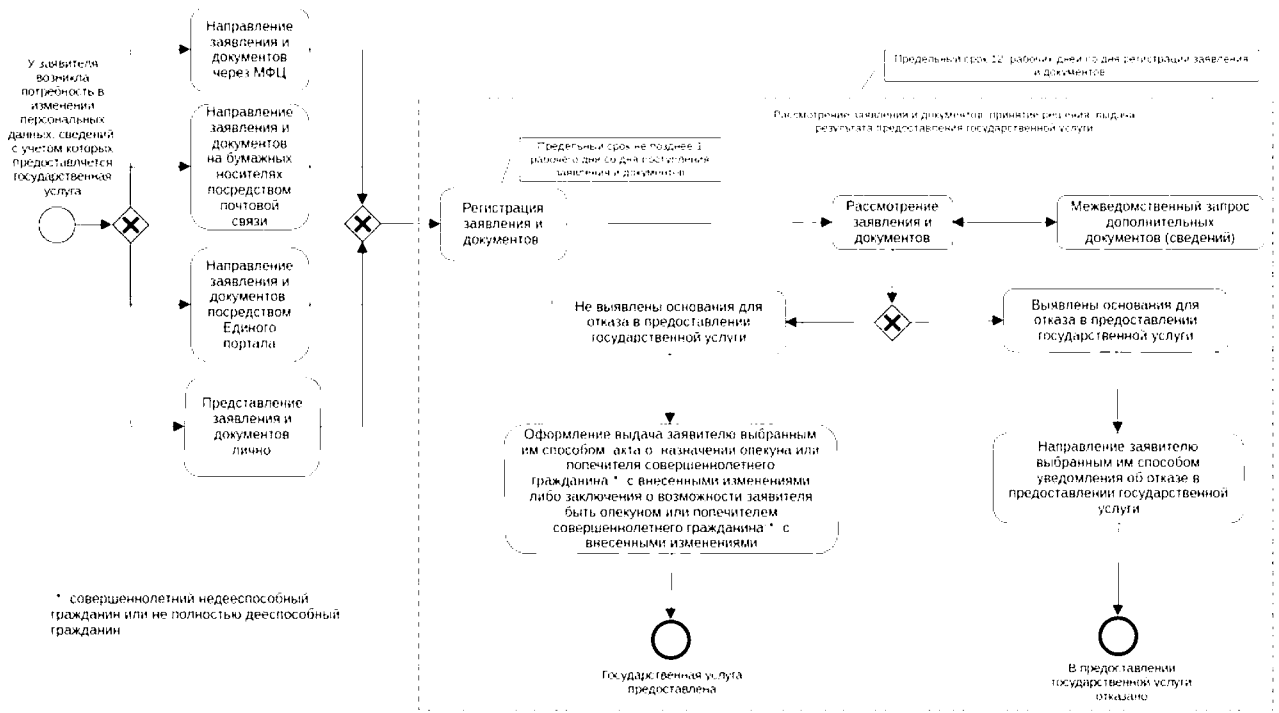 У заявителя
возникла
потребность в
изменении
персональных
данных, сведений
с учетом которых
предоставляется
государственная
услуга
Направление
заявления и
документов
через МФЦ
Направление
заявления и
документов
на бумажных
носителях
посредством
почтовой
связи
Направление
заявления и
документов
посредством
Единого
портала
Представление
заявления и
документов
лично
Предельный срок 12 рабочих дней со дня регистрации заявления
и документов
Рассмотрение заявления и документов, принятие решения, выдача
результата предоставления государственной услуги
Предельный срок не позднее 1
рабочего дня со дня поступления
заявления и документов
Регистрация
заявления и
документов
Рассмотрение
заявления и
документов
Межведомственный запрос
дополнительных
документов (сведений)
Не выявлены основания для
отказа в предоставлении
государственной услуги
Выявлены основания для
отказа в предоставлении
государственной услуги
Оформление выдача заявителю выбранным
им способом акта о назначении опекуна или
попечителя совершеннолетнего
гражданина * с внесенными изменениями
либо заключения о возможности заявителя
быть опекуном или попечителем
совершеннолетнего гражданина * с
внесенными изменениями
Направление заявителю
выбранным им способом
уведомления об отказе в
предоставлении государственной
услуги
* совершеннолетний недееспособный
гражданин или не полностью дееспособный
гражданин
Государственная услуга
предоставлена
В предоставлении
государственной услуги
отказано